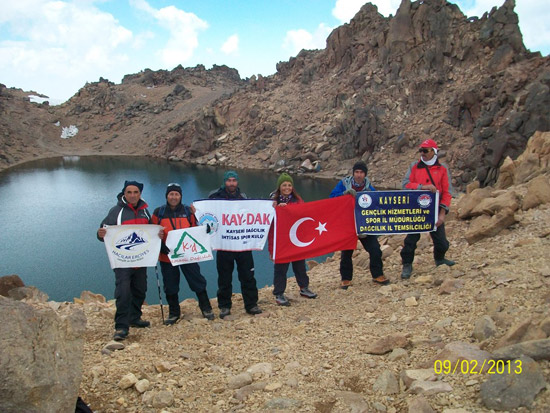 KAY-DAK
KAYSERİ DAĞCILIK
İHTİSAS SPOR KULÜBÜ
KAYSERİ
GENÇLİK HİZMETLERİ ve
SPOR İL MÜDÜRLÜĞÜ
DAĞCILIK İL TEMSİLCİLİĞİ
09/02/2013